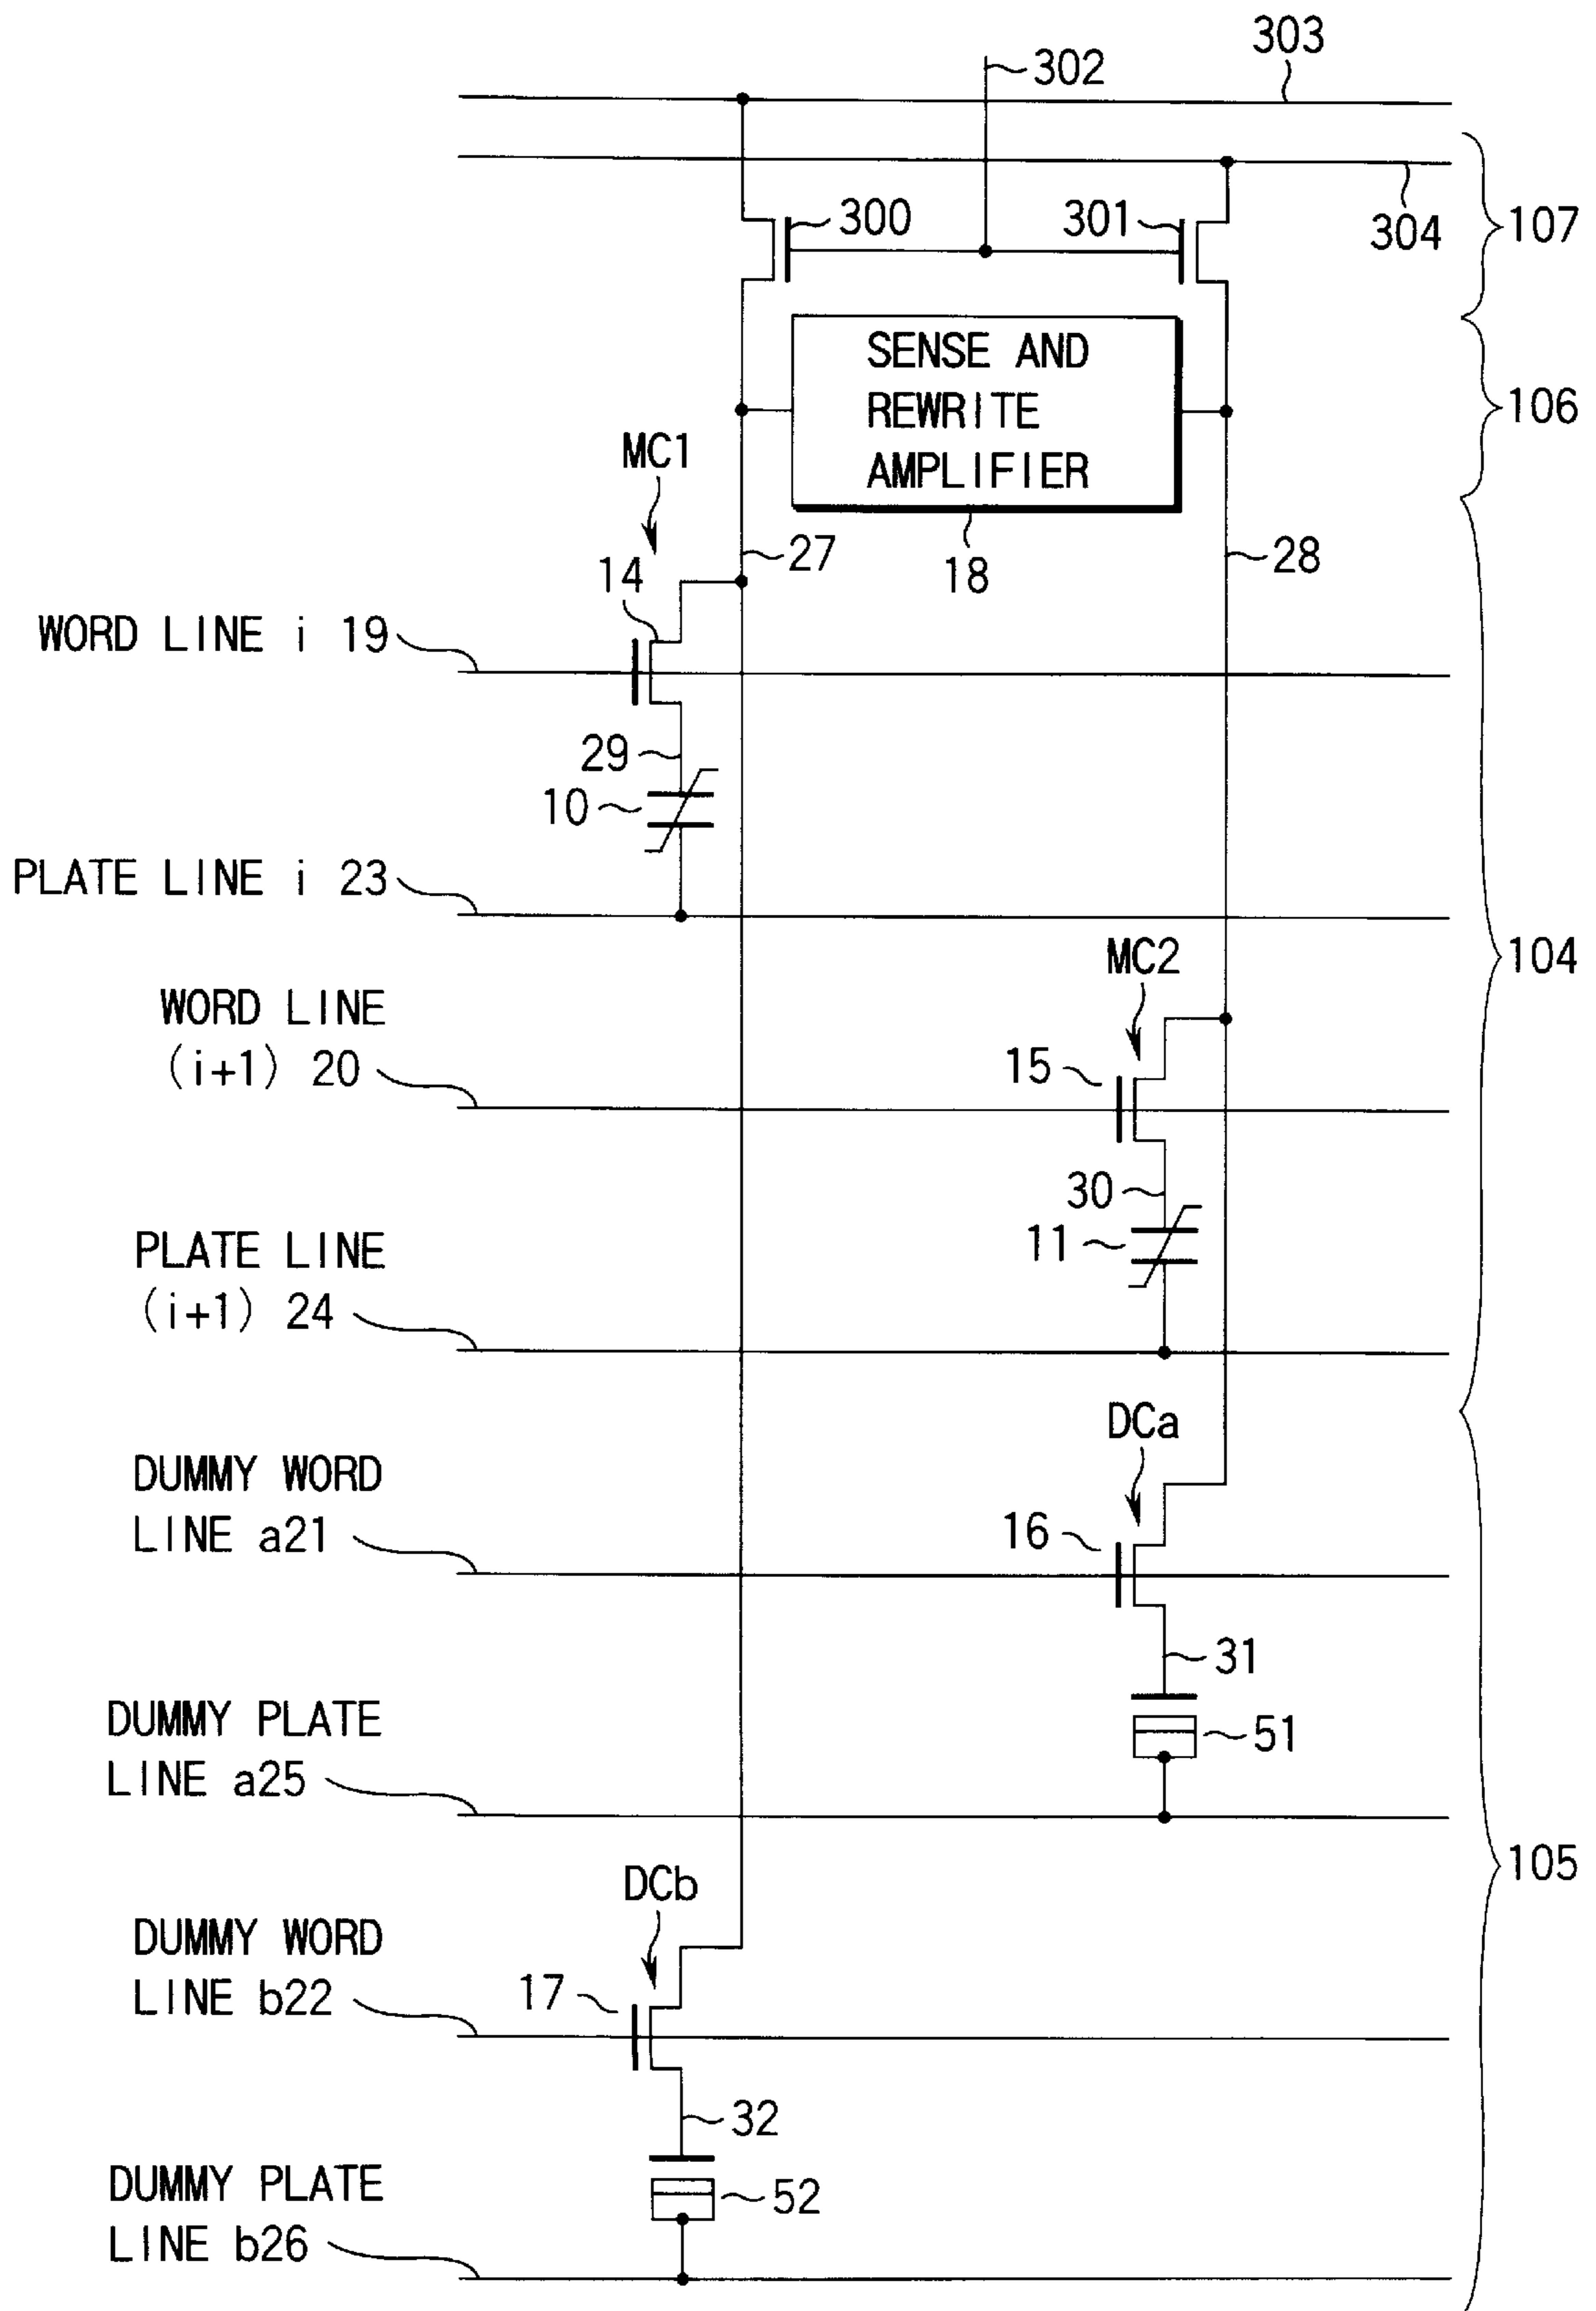 303
302
300
301
304
107
SENSE AND
REWRITE
AMPLIFIER
106
MC1
27
18
28
14
WORD LINE i 19
29
10
PLATE LINE i 23
104
MC2
WORD LINE
(i+1) 20
15
30
11
PLATE LINE
(i+1) 24
DCa
DUMMY WORD
LINE a21
16
31
51
DUMMY PLATE
LINE a25
105
DCb
DUMMY WORD
LINE b22
17
32
52
DUMMY PLATE
LINE b26